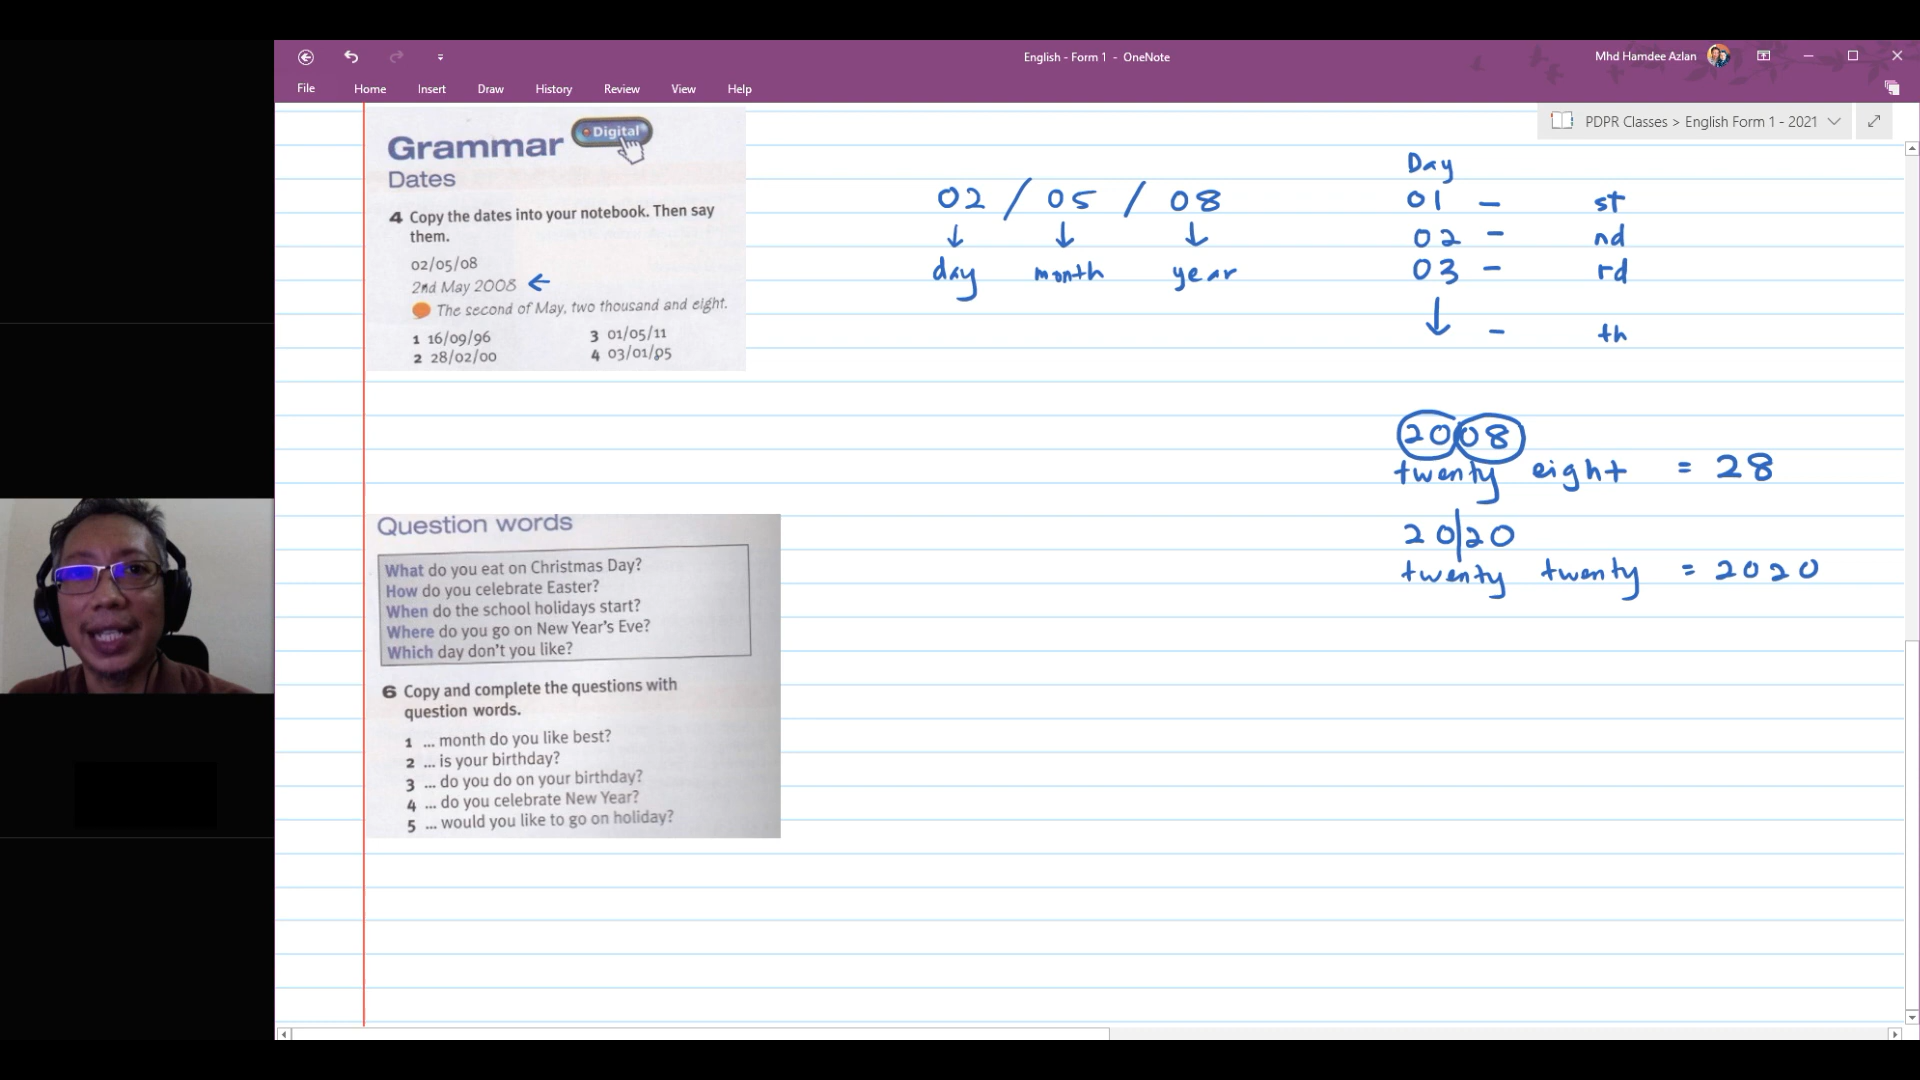 English - Form 1 - OneNote
Mhd Hamdee Azlan
File Home Insert Draw History Review View Help
PDPR Classes > English Form 1 - 2021
Grammar Digital
Dates
4 Copy the dates into your notebook. Then say
them.
02/05/08
2nd May 2008 ←
The second of May, two thousand and eight.
1 16/09/96 3 01/05/11
2 28/02/00 4 03/01/05
02 / 05 / 08
↓ ↓ ↓
day month year
Day
01 - st
02 - nd
03 - rd
↓ - th
2008
twenty eight = 28
20|20
twenty twenty = 2020
Question words
What do you eat on Christmas Day?
How do you celebrate Easter?
When do the school holidays start?
Where do you go on New Year's Eve?
Which day don't you like?
6 Copy and complete the questions with
question words.
1 ... month do you like best?
2 ... is your birthday?
3 ... do you do on your birthday?
4 ... do you celebrate New Year?
5 ... would you like to go on holiday?